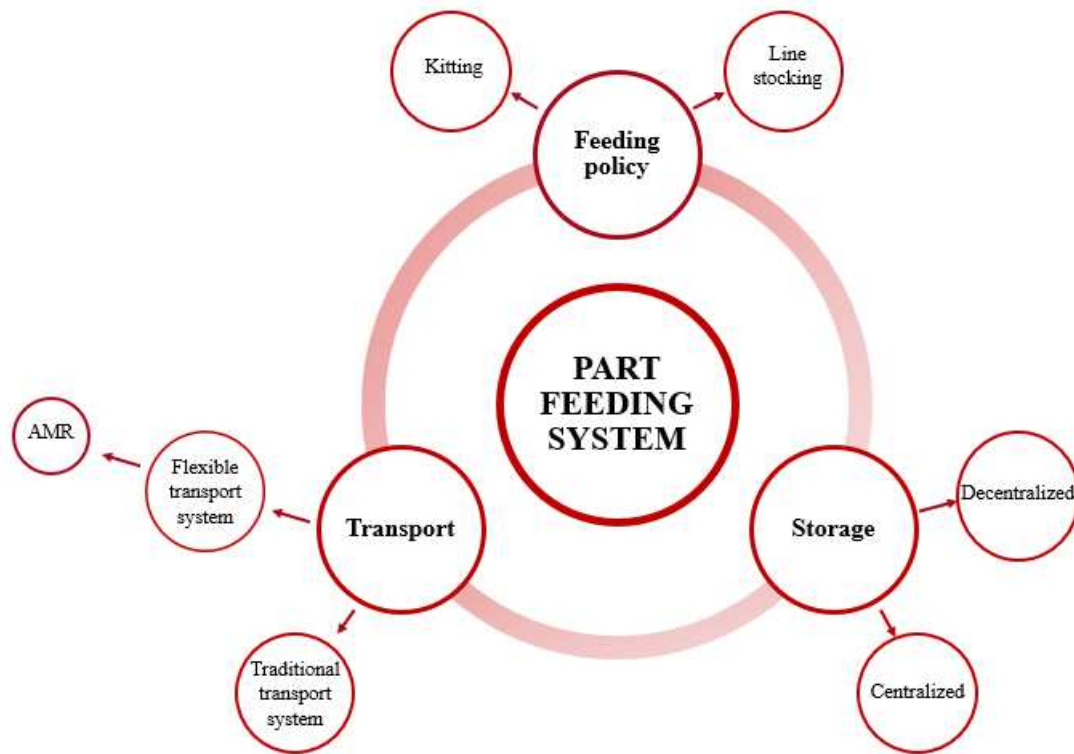 Kitting
Line
stocking
Feeding
policy
PART
FEEDING
SYSTEM
AMR
Flexible
transport
system
Transport
Storage
Decentralized
Traditional
transport
system
Centralized